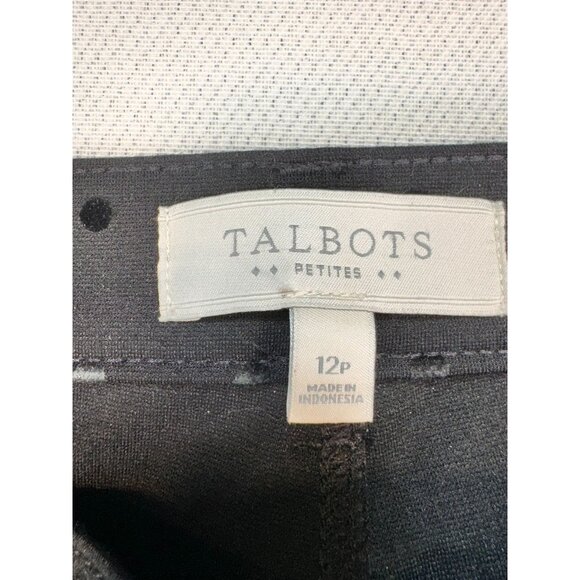 TALBOTS
PETITES
12P
MADE IN
INDONESIA